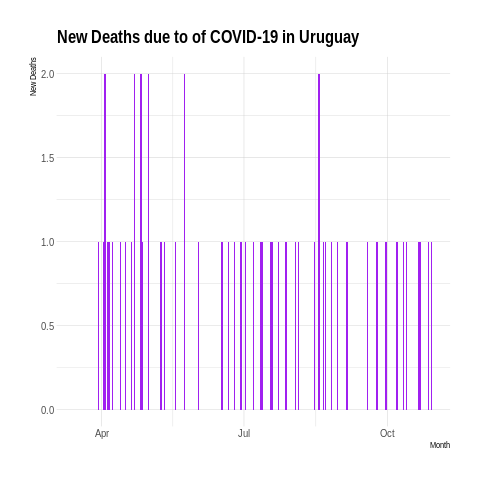 New Deaths due to of COVID-19 in Uruguay
New Deaths
2.0
1.5
1.0
0.5
0.0
Apr
Jul
Oct
Month